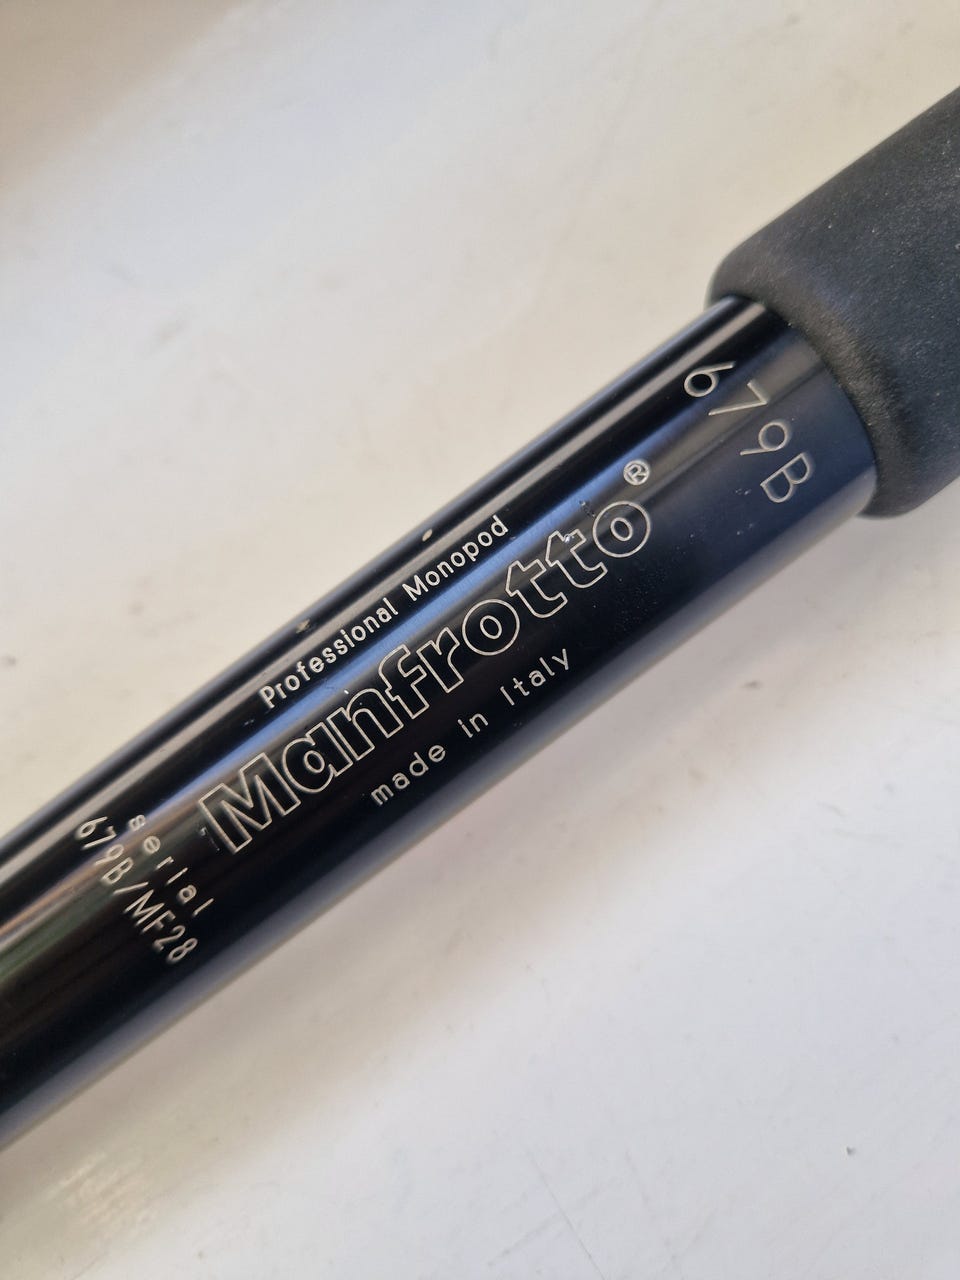 679B
Professional Monopod
Manfrotto®
made in Italy
serial
679B/MF28